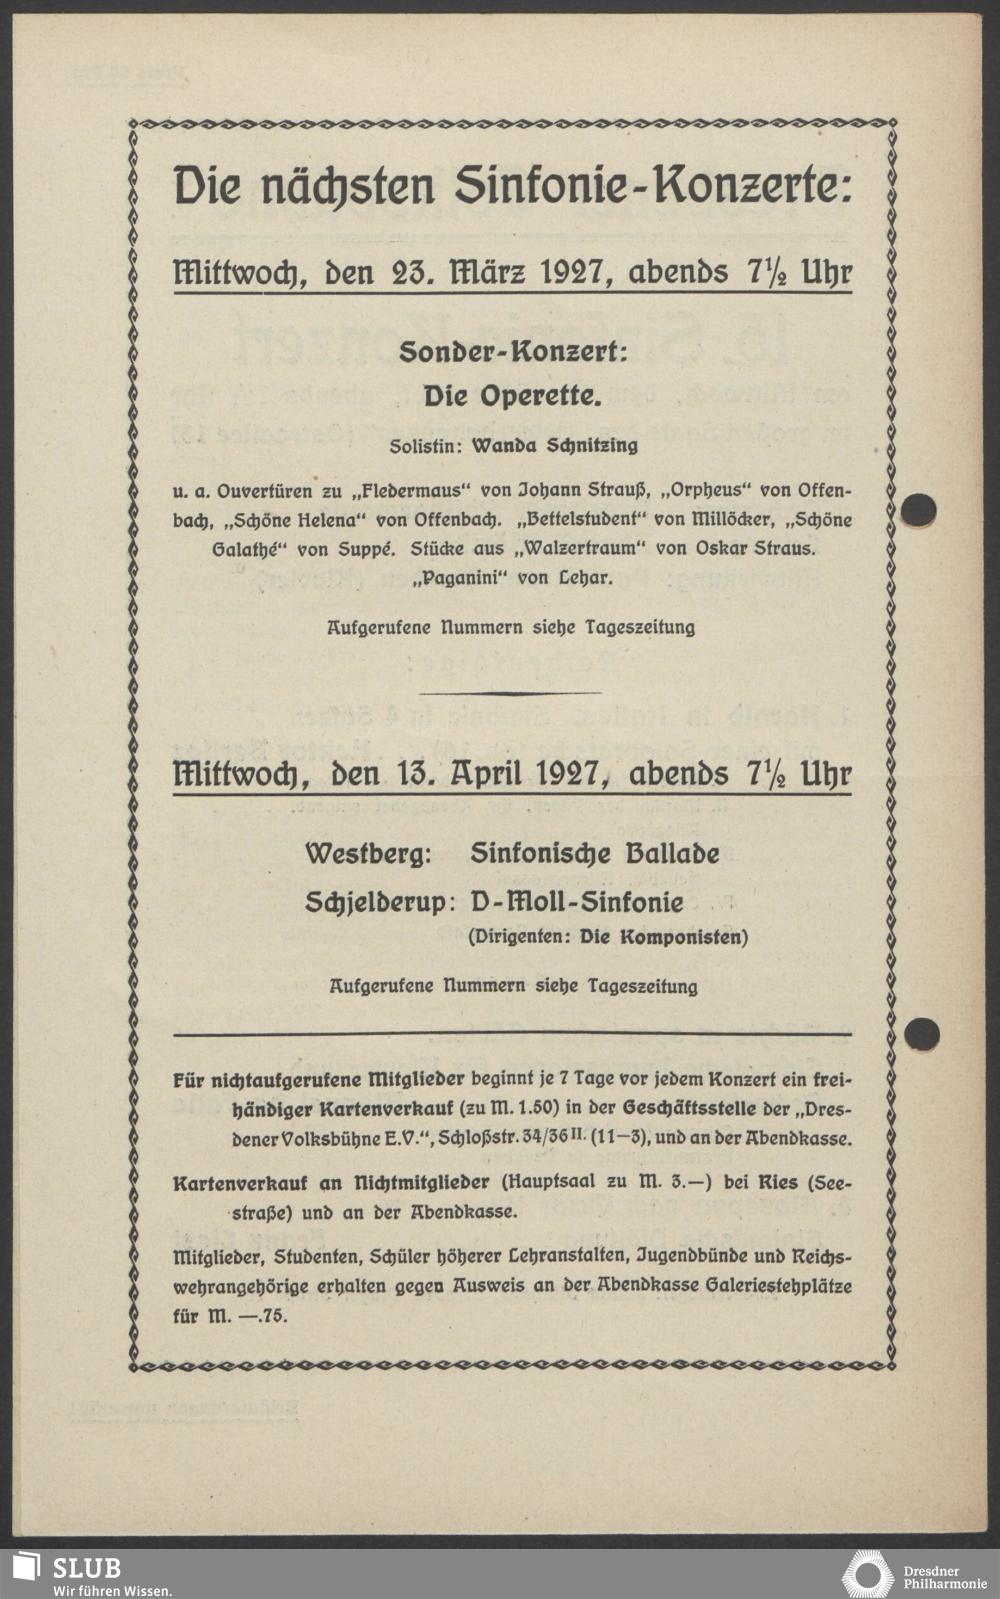 Die nächsten Sinfonie-Konzerte:
Mittwoch, den 23. März 1927, abends 7½ Uhr
Sonder-Konzert:
Die Operette.
Solistin: Wanda Schnitzing
u. a. Ouvertüren zu „Fledermaus“ von Johann Strauß, „Orpheus“ von Offen-
bach, „Schöne Helena“ von Offenbach. „Bettelstudent“ von Millöcker, „Schöne
Galathé“ von Suppé. Stücke aus „Walzertraum“ von Oskar Straus.
„Paganini“ von Lehar.
Aufgerufene Nummern siehe Tageszeitung
Mittwoch, den 13. April 1927, abends 7½ Uhr
Westberg: Sinfonische Ballade
Schjelderup: D-Moll-Sinfonie
(Dirigenten: Die Komponisten)
Aufgerufene Nummern siehe Tageszeitung
Für nichtaufgerufene Mitglieder beginnt je 7 Tage vor jedem Konzert ein frei-
händiger Kartenverkauf (zu M. 1.50) in der Geschäftsstelle der „Dres-
dener Volksbühne E.V.“, Schloßstr. 34/36 II. (11—3), und an der Abendkasse.
Kartenverkauf an Nichtmitglieder (Hauptsaal zu M. 3.—) bei Ries (See-
straße) und an der Abendkasse.
Mitglieder, Studenten, Schüler höherer Lehranstalten, Jugendbünde und Reichs-
wehrangehörige erhalten gegen Ausweis an der Abendkasse Galeriestehplätze
für M. —.75.
SLUB
Wir führen Wissen.
Dresdner
Philharmonie